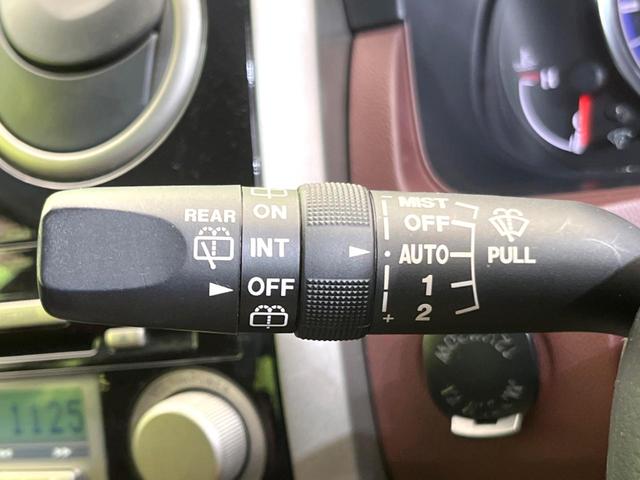 REAR
ON
INT
OFF
MIST
OFF
AUTO
1
2
- 
+
PULL
1125